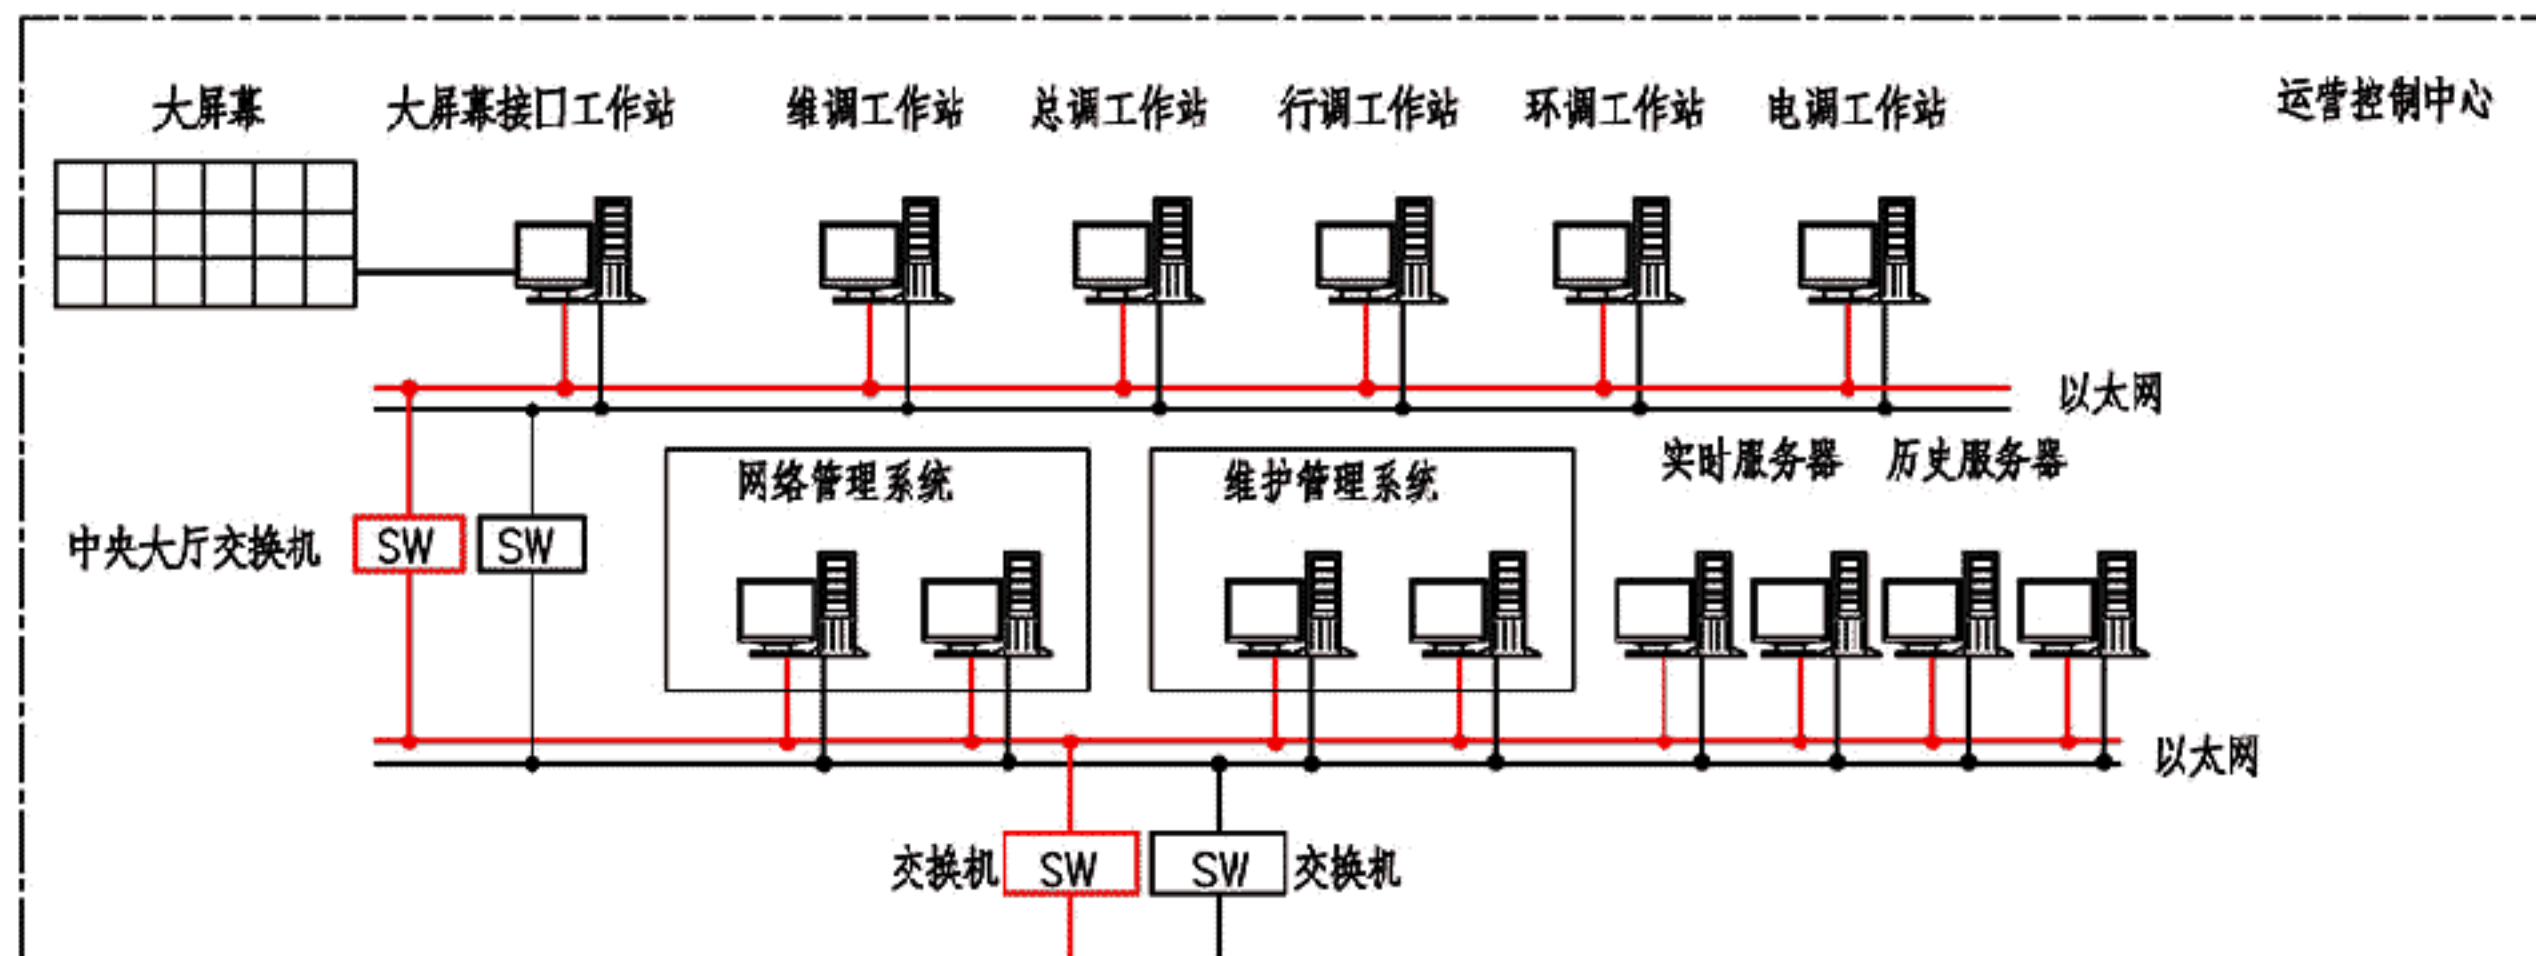 大屏幕
大屏幕接口工作站
维调工作站
总调工作站
行调工作站
环调工作站
电调工作站
运营控制中心
以太网
网络管理系统
维护管理系统
实时服务器
历史服务器
中央大厅交换机
SW
SW
以太网
交换机
SW
SW
交换机